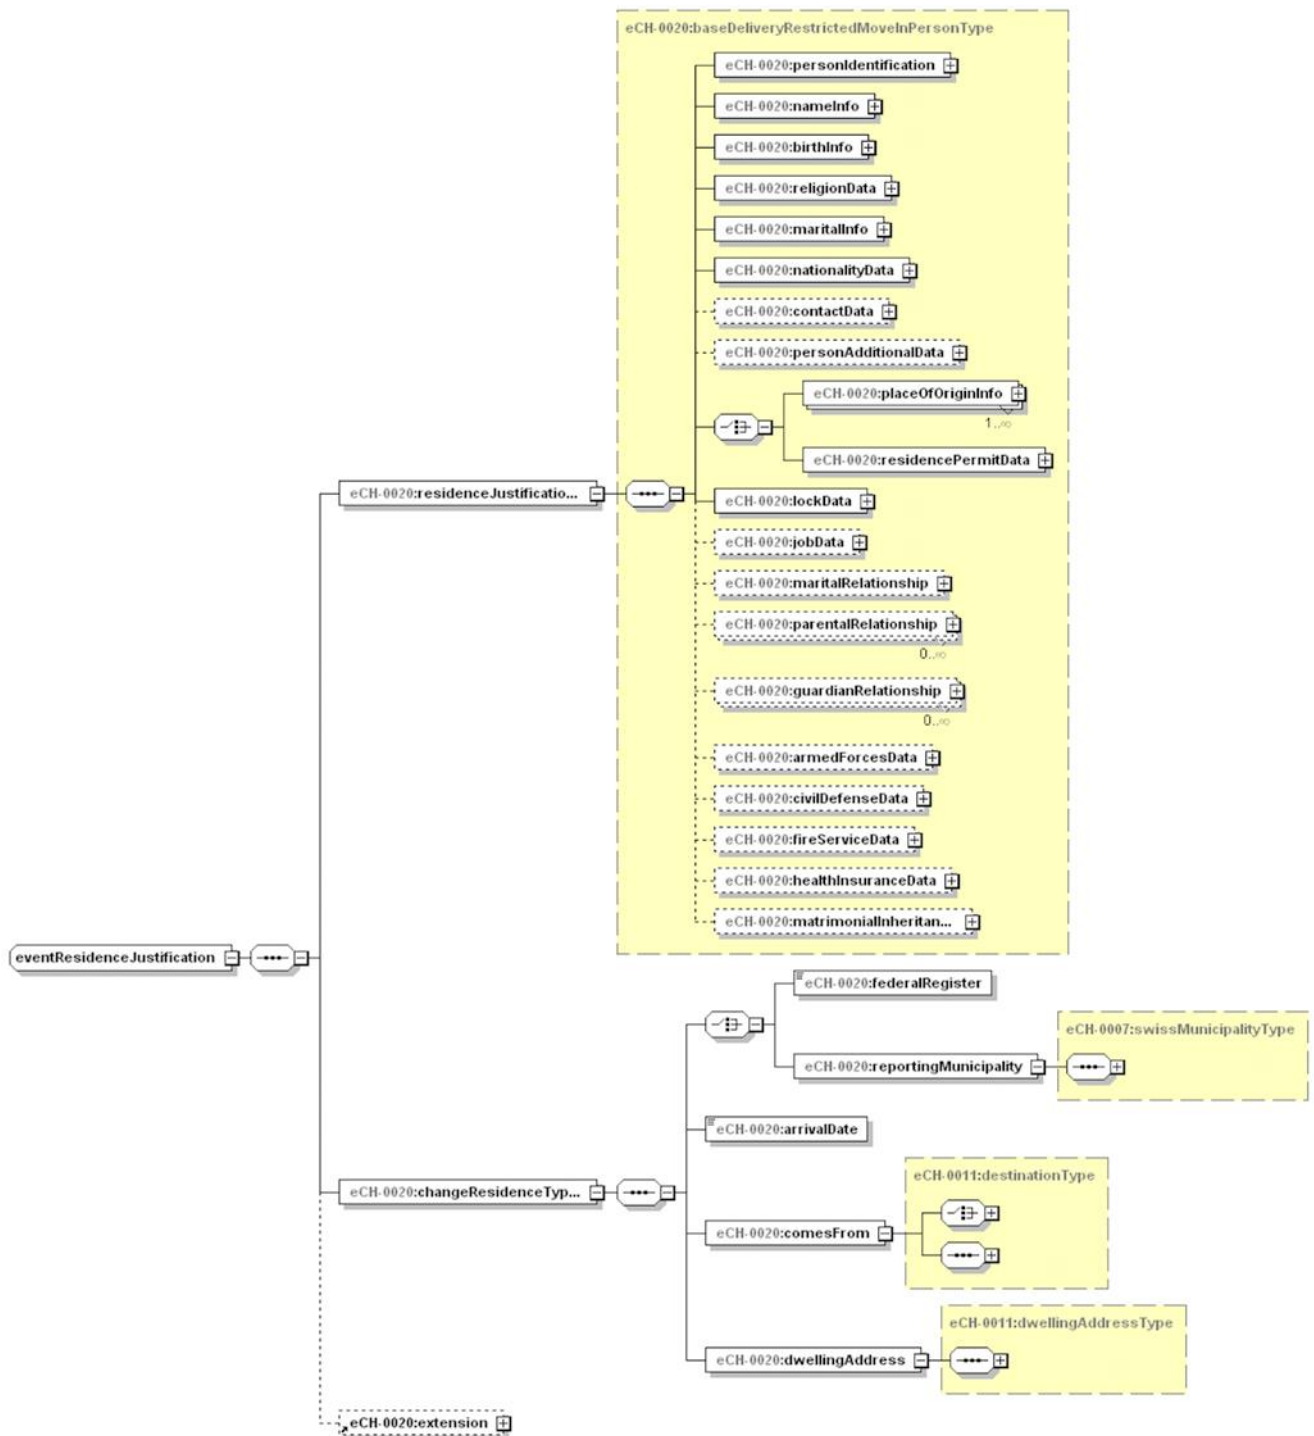 eCH-0020:baseDeliveryRestrictedMoveInPersonType
eCH-0020:personIdentification
eCH-0020:nameInfo
eCH-0020:birthInfo
eCH-0020:religionData
eCH-0020:maritalInfo
eCH-0020:nationalityData
eCH-0020:contactData
eCH-0020:personAdditionalData
eCH-0020:placeOfOriginInfo
1..∞
eCH-0020:residencePermitData
eCH-0020:residenceJustificatio...
eCH-0020:lockData
eCH-0020:jobData
eCH-0020:maritalRelationship
eCH-0020:parentalRelationship
0..∞
eCH-0020:guardianRelationship
0..∞
eCH-0020:armedForcesData
eCH-0020:civilDefenseData
eCH-0020:fireServiceData
eCH-0020:healthInsuranceData
eCH-0020:matrimonialInheritan...
eventResidenceJustification
eCH-0020:federalRegister
eCH-0007:swissMunicipalityType
eCH-0020:reportingMunicipality
eCH-0020:arrivalDate
eCH-0011:destinationType
eCH-0020:changeResidenceTyp...
eCH-0020:comesFrom
eCH-0011:dwellingAddressType
eCH-0020:dwellingAddress
eCH-0020:extension